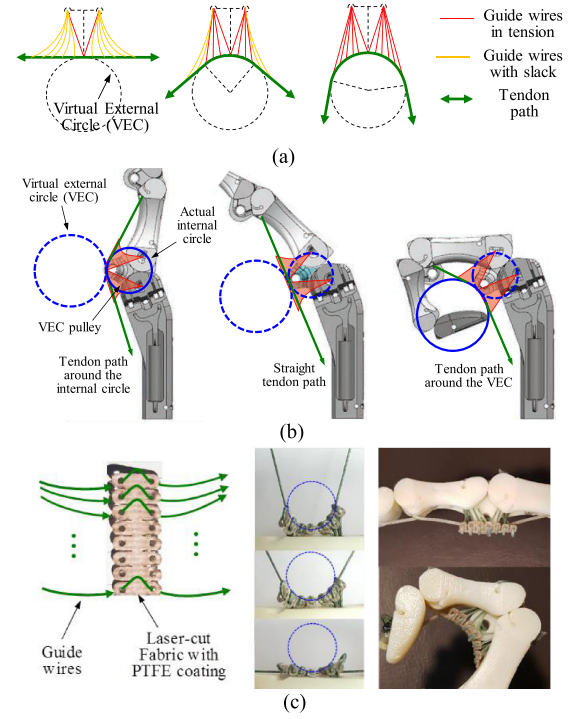 Guide wires
in tension
Guide wires
with slack
Tendon
path
Virtual External
Circle (VEC)
(a)
Virtual external
circle (VEC)
Actual
internal
circle
VEC pulley
Tendon path
around the
internal circle
Straight
tendon path
Tendon path
around the VEC
(b)
Guide
wires
Laser-cut
Fabric with
PTFE coating
(c)